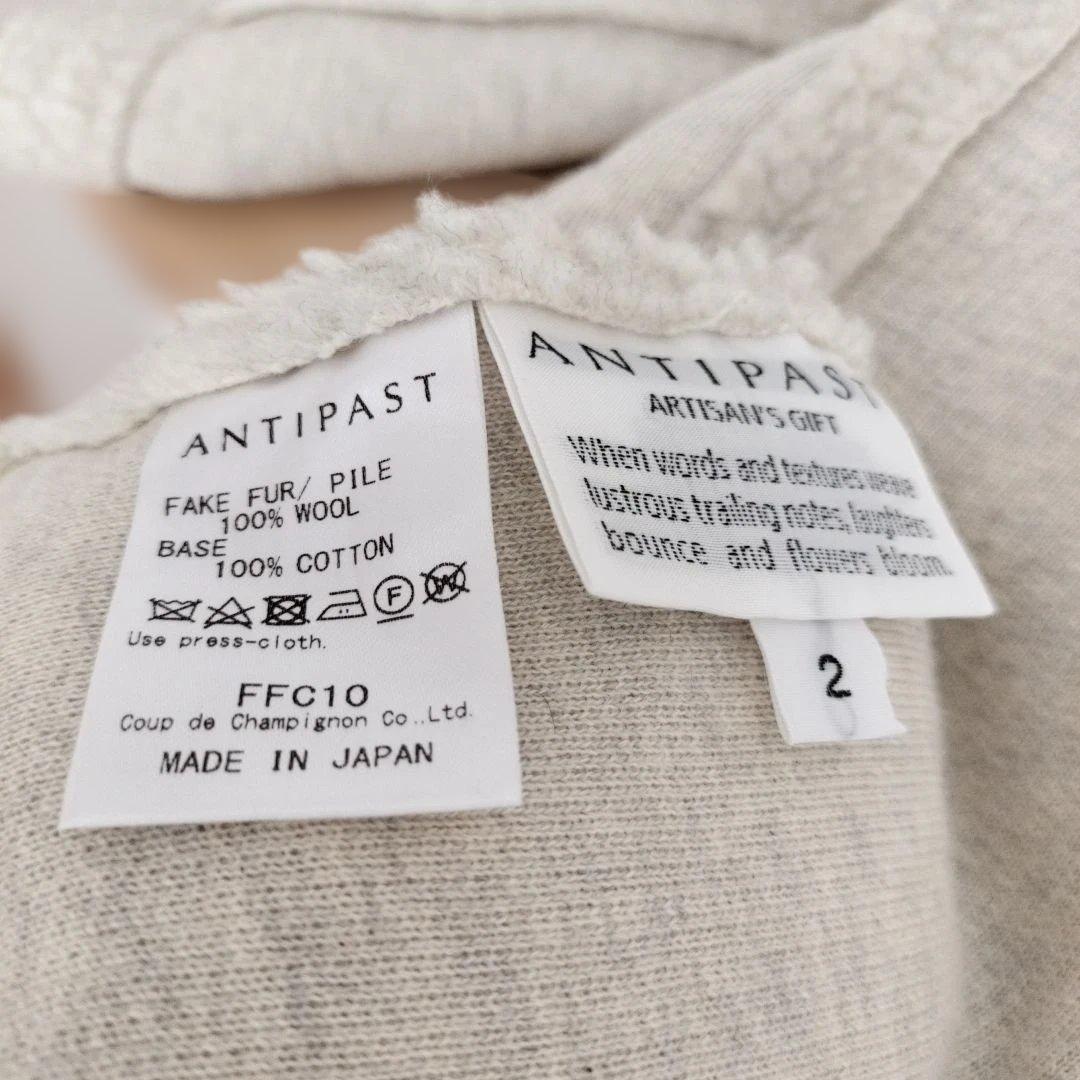 ANTIPAST
FAKE FUR/ PILE
100% WOOL
BASE
100% COTTON
F
W
Use press-cloth.
FFC10
Coup de Champignon Co.,Ltd.
MADE IN JAPAN
ANTIPAST
ARTISAN'S GIFT
When words and textures weave
lustrous trailing notes, laughters
bounce and flowers bloom.
2